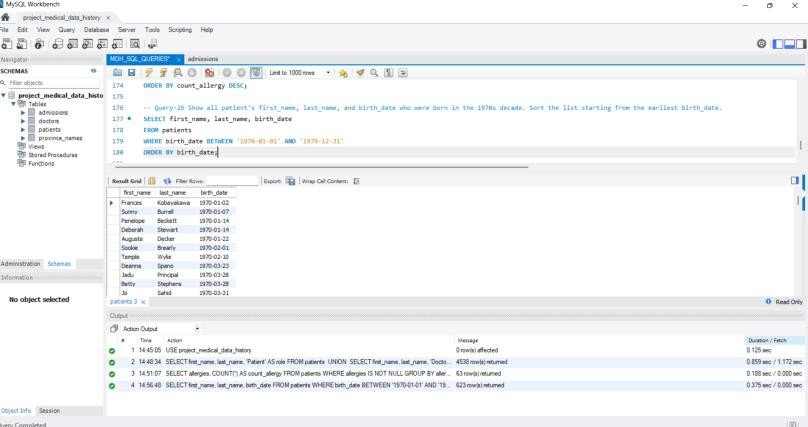 MySQL Workbench
project_medical_data_history ×
File Edit View Query Database Server Tools Scripting Help
Navigator
MDH_SQL_QUERIES* × admissions
SCHEMAS
Limit to 1000 rows
Filter objects
project_medical_data_histo
Tables
admissions
doctors
patients
province_names
Views
Stored Procedures
Functions
174 ORDER BY count_allergy DESC;
175
176 -- Query-26 Show all patient's first_name, last_name, and birth_date who were born in the 1970s decade. Sort the list starting from the earliest birth_date.
177 SELECT first_name, last_name, birth_date
178 FROM patients
179 WHERE birth_date BETWEEN '1970-01-01' AND '1979-12-31'
180 ORDER BY birth_date;
Result Grid Filter Rows: Export: Wrap Cell Content:
first_name last_name birth_date
Frances Kobayakawa 1970-01-02
Sunny Burrell 1970-01-07
Penelope Beckett 1970-01-14
Deborah Stewart 1970-01-14
Augusta Decker 1970-01-22
Sookie Brearly 1970-02-01
Temple Wylie 1970-02-10
Deanna Spano 1970-03-23
Jadu Principal 1970-03-28
Betty Stephens 1970-03-28
Jo Sahid 1970-03-31
Administration Schemas
Information
No object selected
patients 3 ×
Read Only
Output
Action Output
# Time Action Message Duration / Fetch
1 14:45:05 USE project_medical_data_history 0 row(s) affected 0.125 sec
2 14:48:34 SELECT first_name, last_name, 'Patient' AS role FROM patients UNION SELECT first_name, last_name, 'Docto... 4538 row(s) returned 0.859 sec / 1.172 sec
3 14:51:07 SELECT allergies, COUNT(*) AS count_allergy FROM patients WHERE allergies IS NOT NULL GROUP BY aller... 63 row(s) returned 0.188 sec / 0.000 sec
4 14:56:48 SELECT first_name, last_name, birth_date FROM patients WHERE birth_date BETWEEN '1970-01-01' AND '19... 623 row(s) returned 0.375 sec / 0.000 sec
Object Info Session
Query Completed